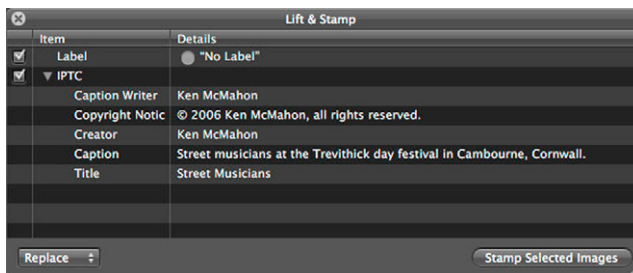 Lift & Stamp
Item Details
Label "No Label"
IPTC
Caption Writer Ken McMahon
Copyright Notic © 2006 Ken McMahon, all rights reserved.
Creator Ken McMahon
Caption Street musicians at the Trevithick day festival in Cambourne, Cornwall.
Title Street Musicians
Replace Stamp Selected Images